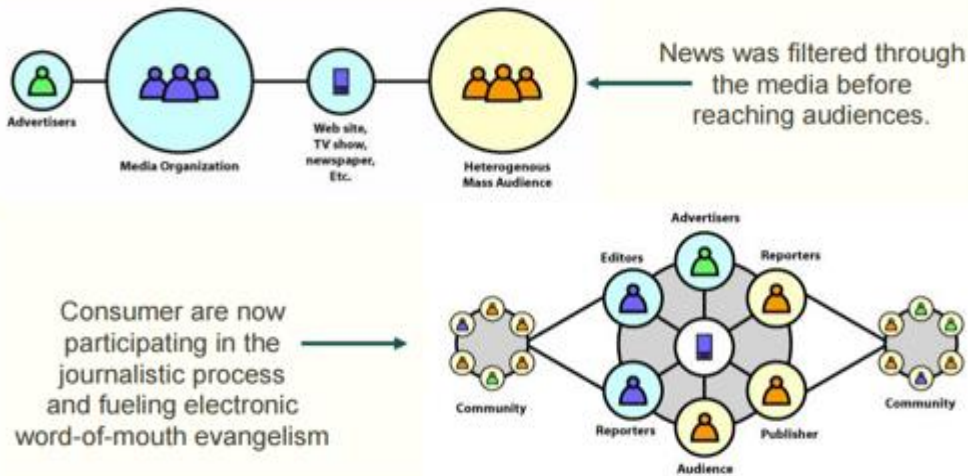 News was filtered through
the media before
reaching audiences.
Advertisers
Media Organization
Web site,
TV show,
newspaper,
Etc.
Heterogenous
Mass Audience
Consumer are now
participating in the
journalistic process
and fueling electronic
word-of-mouth evangelism
Advertisers
Editors
Reporters
Community
Community
Reporters
Publisher
Audience